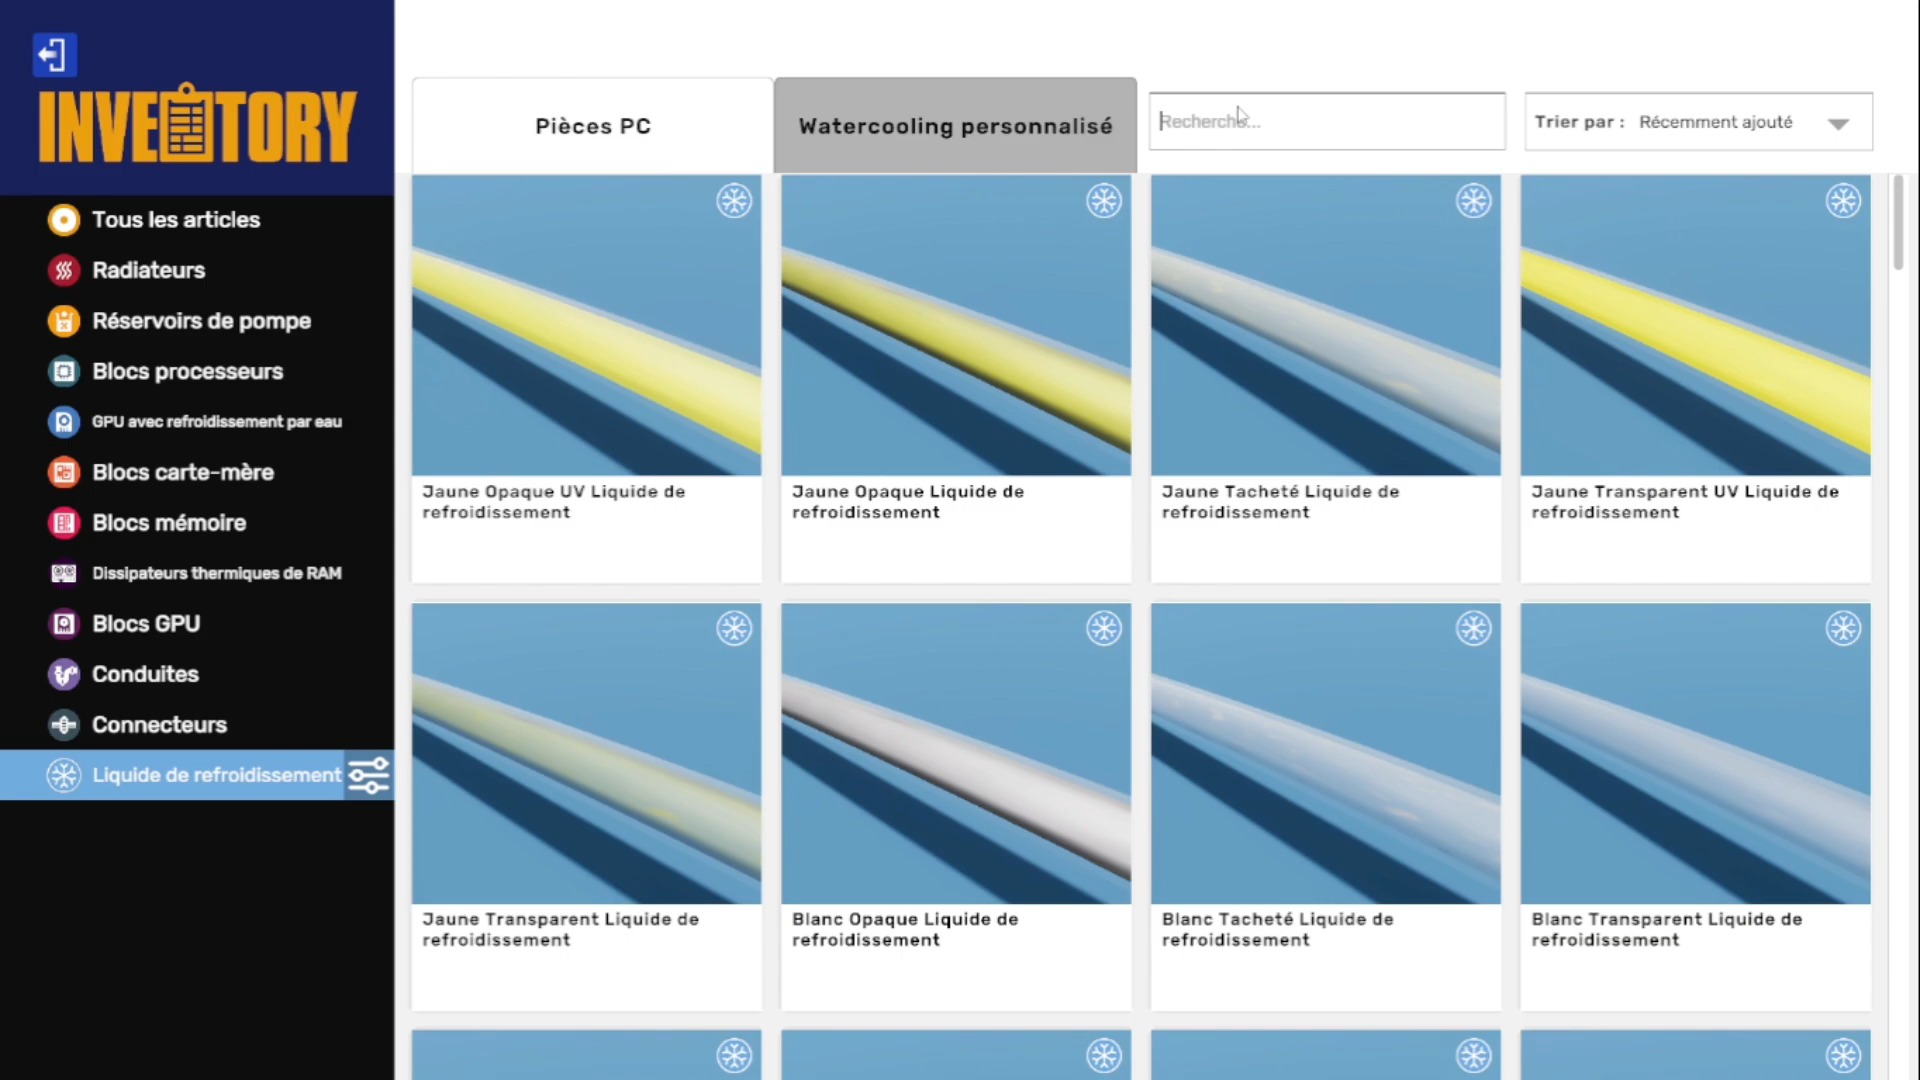 INVENTORY
Tous les articles
Radiateurs
Réservoirs de pompe
Blocs processeurs
GPU avec refroidissement par eau
Blocs carte-mère
Blocs mémoire
Dissipateurs thermiques de RAM
Blocs GPU
Conduites
Connecteurs
Liquide de refroidissement
Pièces PC
Watercooling personnalisé
Recherche...
Trier par : Récemment ajouté
Jaune Opaque UV Liquide de
refroidissement
Jaune Opaque Liquide de
refroidissement
Jaune Tacheté Liquide de
refroidissement
Jaune Transparent UV Liquide de
refroidissement
Jaune Transparent Liquide de
refroidissement
Blanc Opaque Liquide de
refroidissement
Blanc Tacheté Liquide de
refroidissement
Blanc Transparent Liquide de
refroidissement